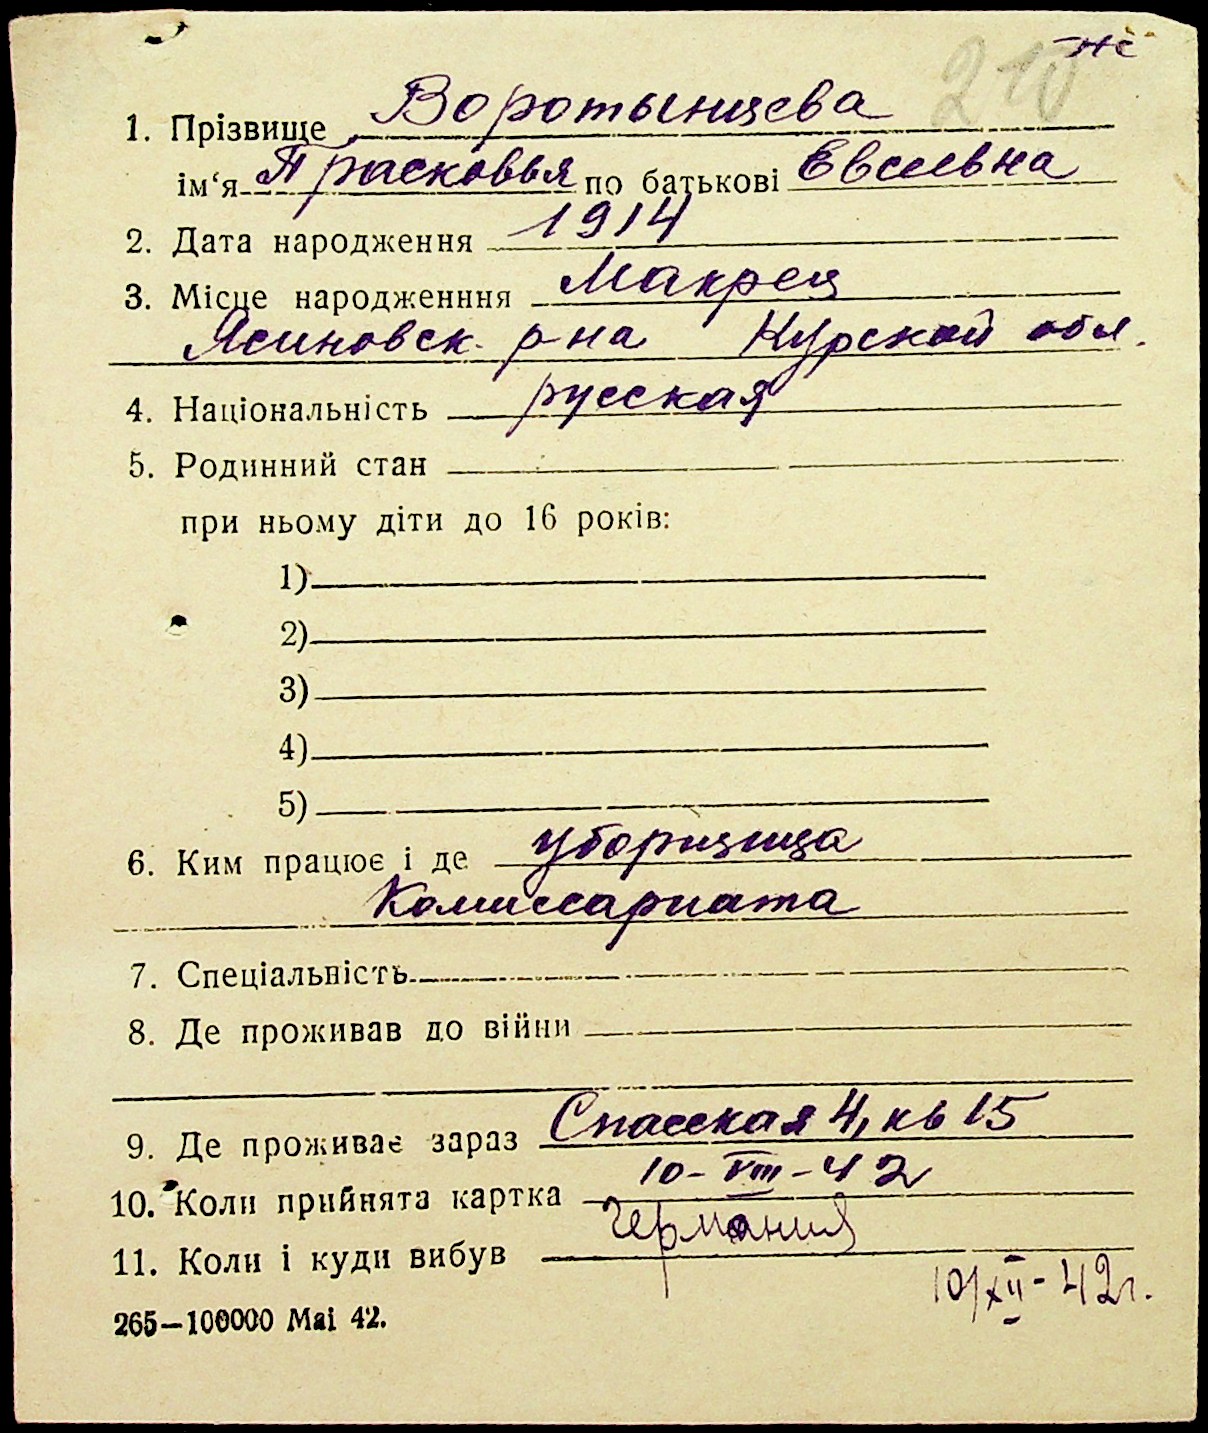 210
1. Прізвище Воротынцева
ім‘я Прасковья по батькові Евсеевна
2. Дата народження 1914
3. Місце народженння Макрец
Ясиновск. р-на Курской обл.
4. Національність русская
5. Родинний стан
при ньому діти до 16 років:
1)
2)
3)
4)
5)
6. Ким працює і де уборщица
Комиссариата
7. Спеціальність
8. Де проживав до війни
9. Де проживає зараз Спасская 4, кв 15
10. Коли прийнята картка 10-VIII-42
11. Коли і куди вибув Германия
10/XII-42г.
265—100000 Mai 42.